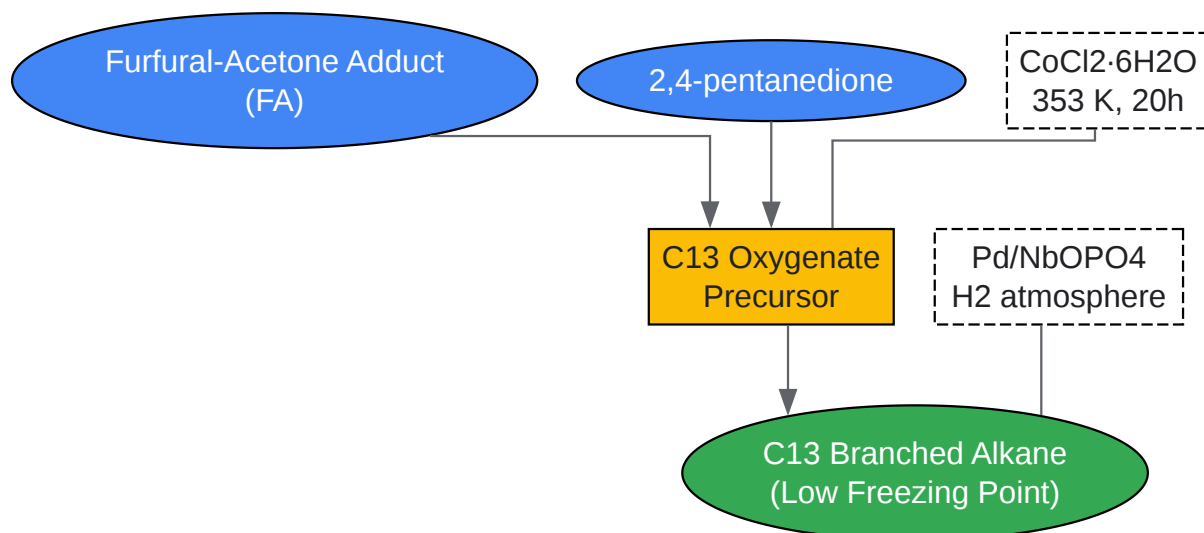 Furfural-Acetone Adduct
(FA)
2,4-pentanedione
CoCl2·6H2O
353 K, 20h
C13 Oxygenate
Precursor
Pd/NbOPO4
H2 atmosphere
C13 Branched Alkane
(Low Freezing Point)